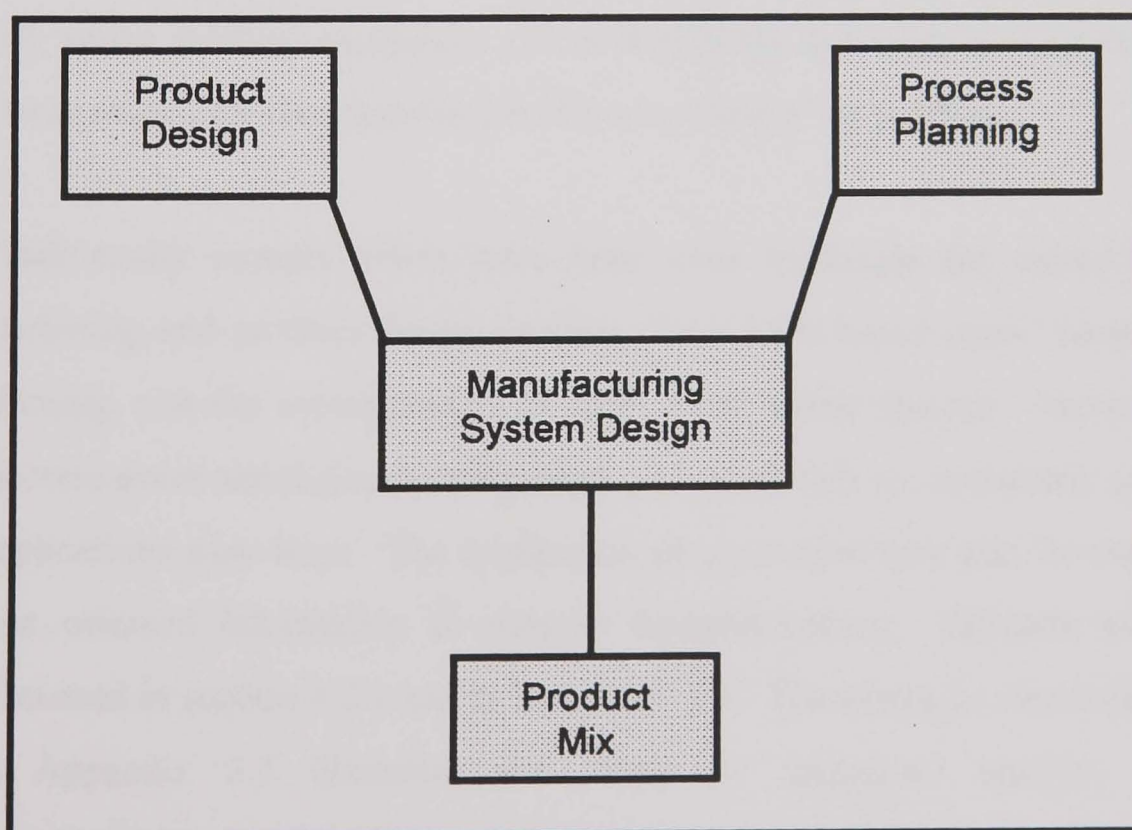 Product
Design
Process
Planning
Manufacturing
System Design
Product
Mix